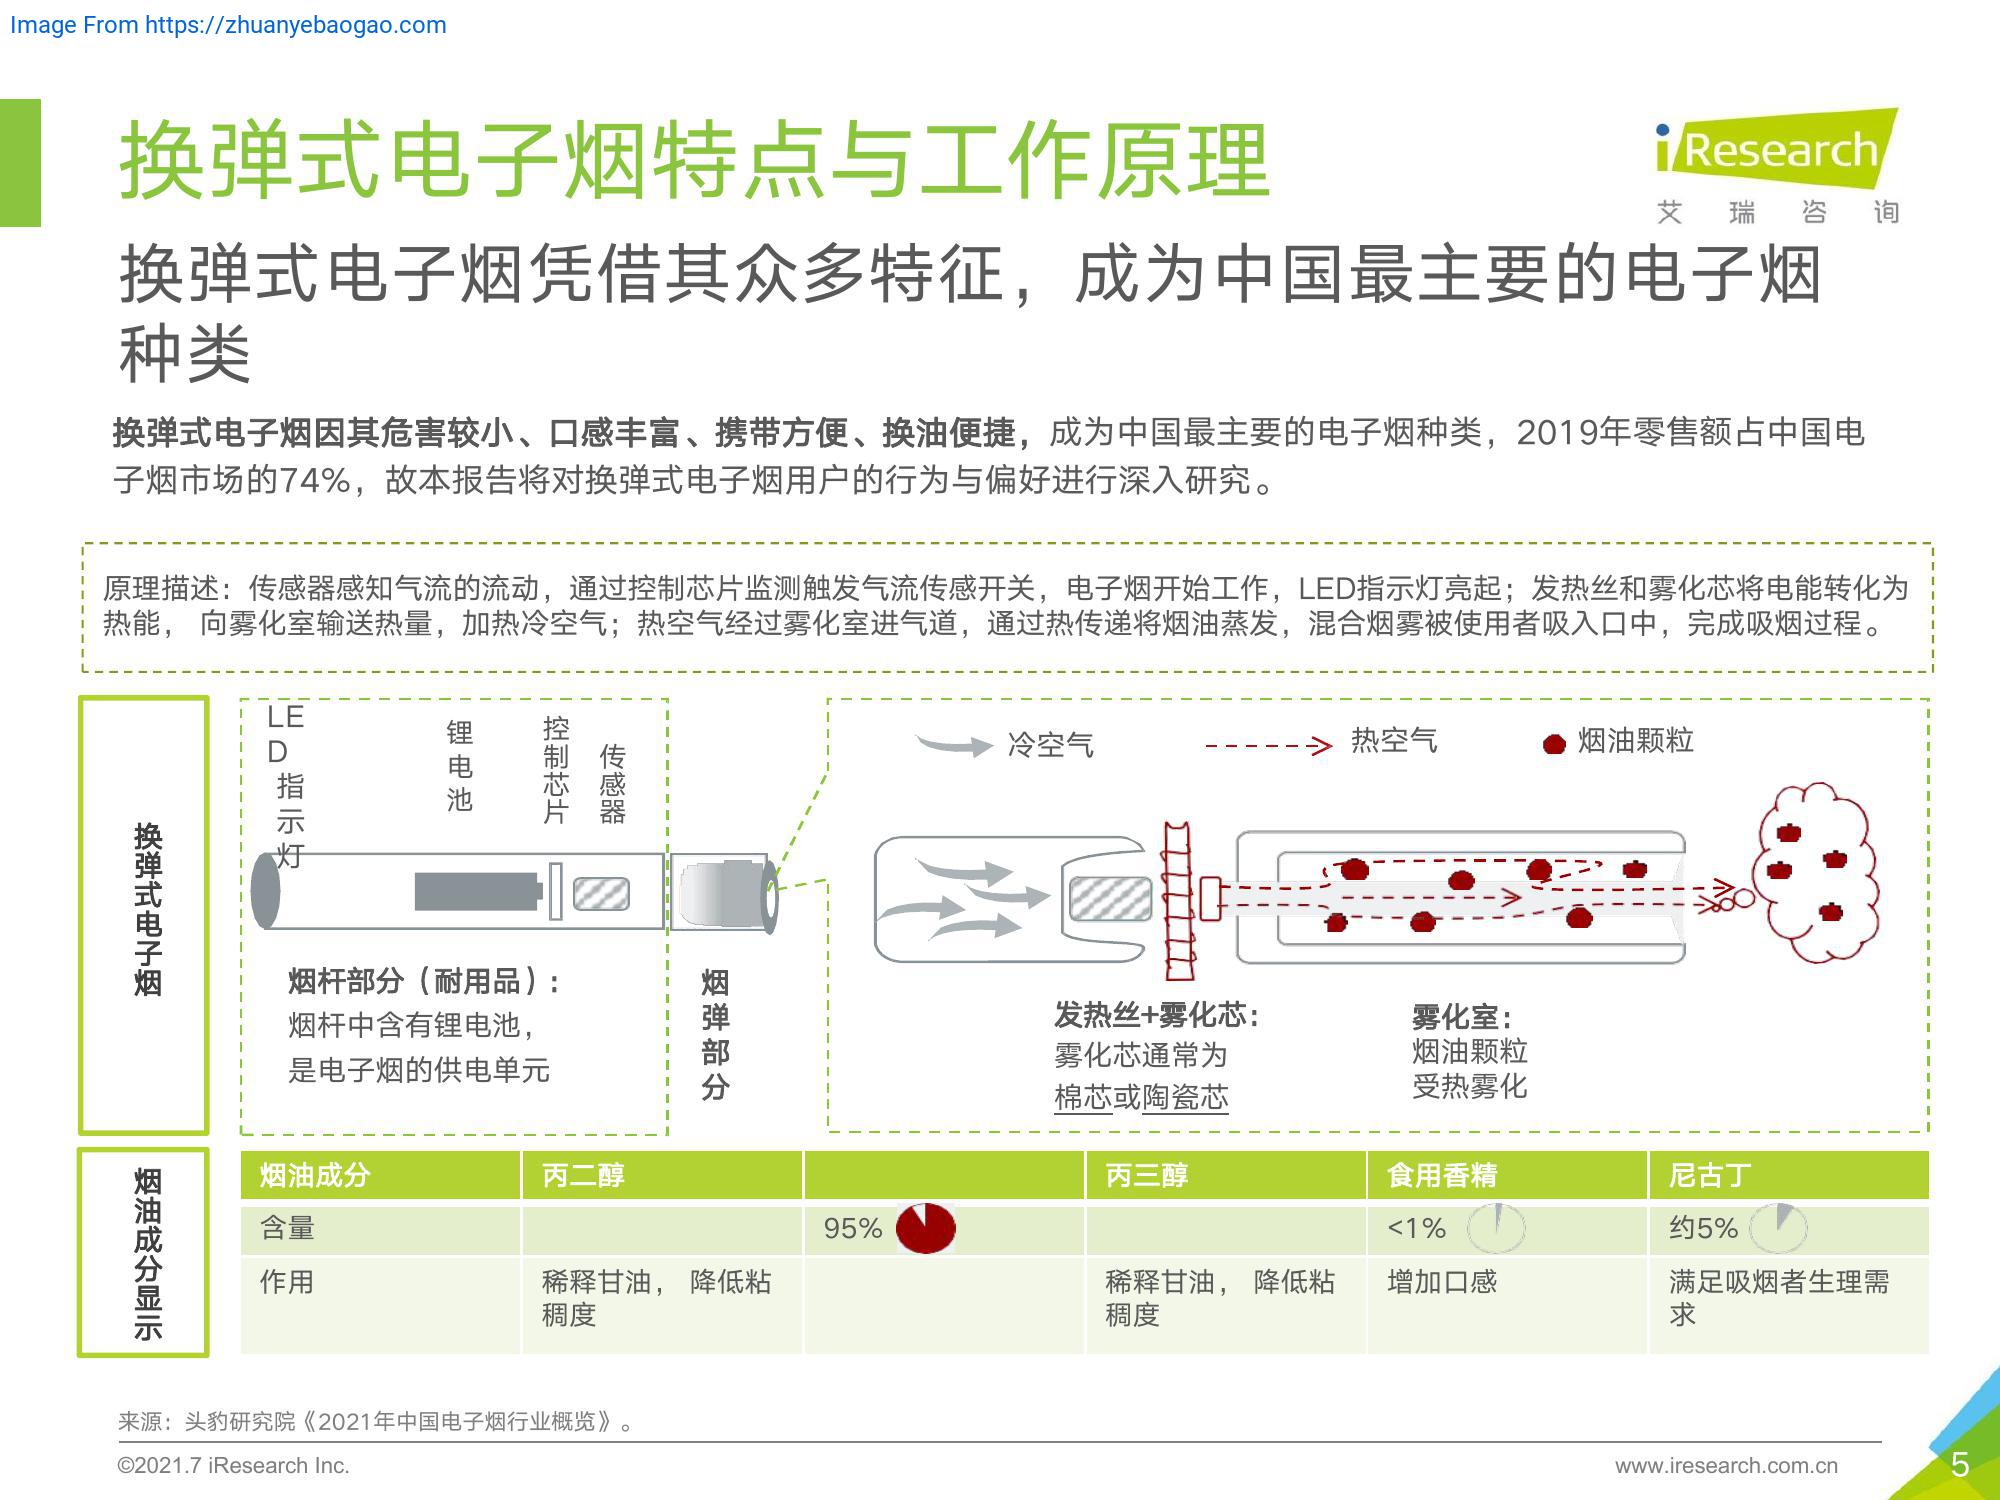 Image From https://zhuanyebaogao.com
换弹式电子烟特点与工作原理
iResearch
艾瑞咨询
换弹式电子烟凭借其众多特征，成为中国最主要的电子烟
种类
换弹式电子烟因其危害较小、口感丰富、携带方便、换油便捷，成为中国最主要的电子烟种类，2019年零售额占中国电
子烟市场的74%，故本报告将对换弹式电子烟用户的行为与偏好进行深入研究。
原理描述：传感器感知气流的流动，通过控制芯片监测触发气流传感开关，电子烟开始工作，LED指示灯亮起；发热丝和雾化芯将电能转化为
热能， 向雾化室输送热量，加热冷空气；热空气经过雾化室进气道，通过热传递将烟油蒸发，混合烟雾被使用者吸入口中，完成吸烟过程。
换弹式电子烟
LE
D
指
示
灯
锂
电
池
控
制
芯
片
传
感
器
烟杆部分（耐用品）：
烟杆中含有锂电池，
是电子烟的供电单元
烟
弹
部
分
冷空气
热空气
烟油颗粒
发热丝+雾化芯：
雾化芯通常为
棉芯或陶瓷芯
雾化室：
烟油颗粒
受热雾化
烟油成分显示
烟油成分 丙二醇 丙三醇 食用香精 尼古丁
含量 95% <1% 约5%
作用 稀释甘油， 降低粘 稀释甘油， 降低粘 增加口感 满足吸烟者生理需
稠度 稠度 求
来源：头豹研究院《2021年中国电子烟行业概览》。
©2021.7 iResearch Inc.
www.iresearch.com.cn
5